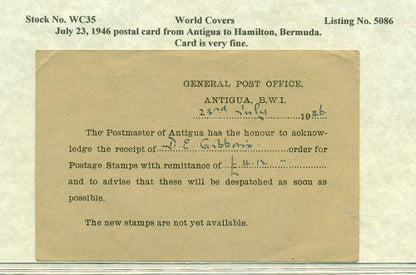 Stock No. WC35 World Covers Listing No. 5086
July 23, 1946 postal card from Antigua to Hamilton, Bermuda.
Card is very fine.
GENERAL POST OFFICE,
ANTIGUA, B.W.I.
23rd July 1946
The Postmaster of Antigua has the honour to acknow-
ledge the receipt of D. E. Gibbons order for
Postage Stamps with remittance of £4.12 -
and to advise that these will be despatched as soon as
possible.
The new stamps are not yet available.